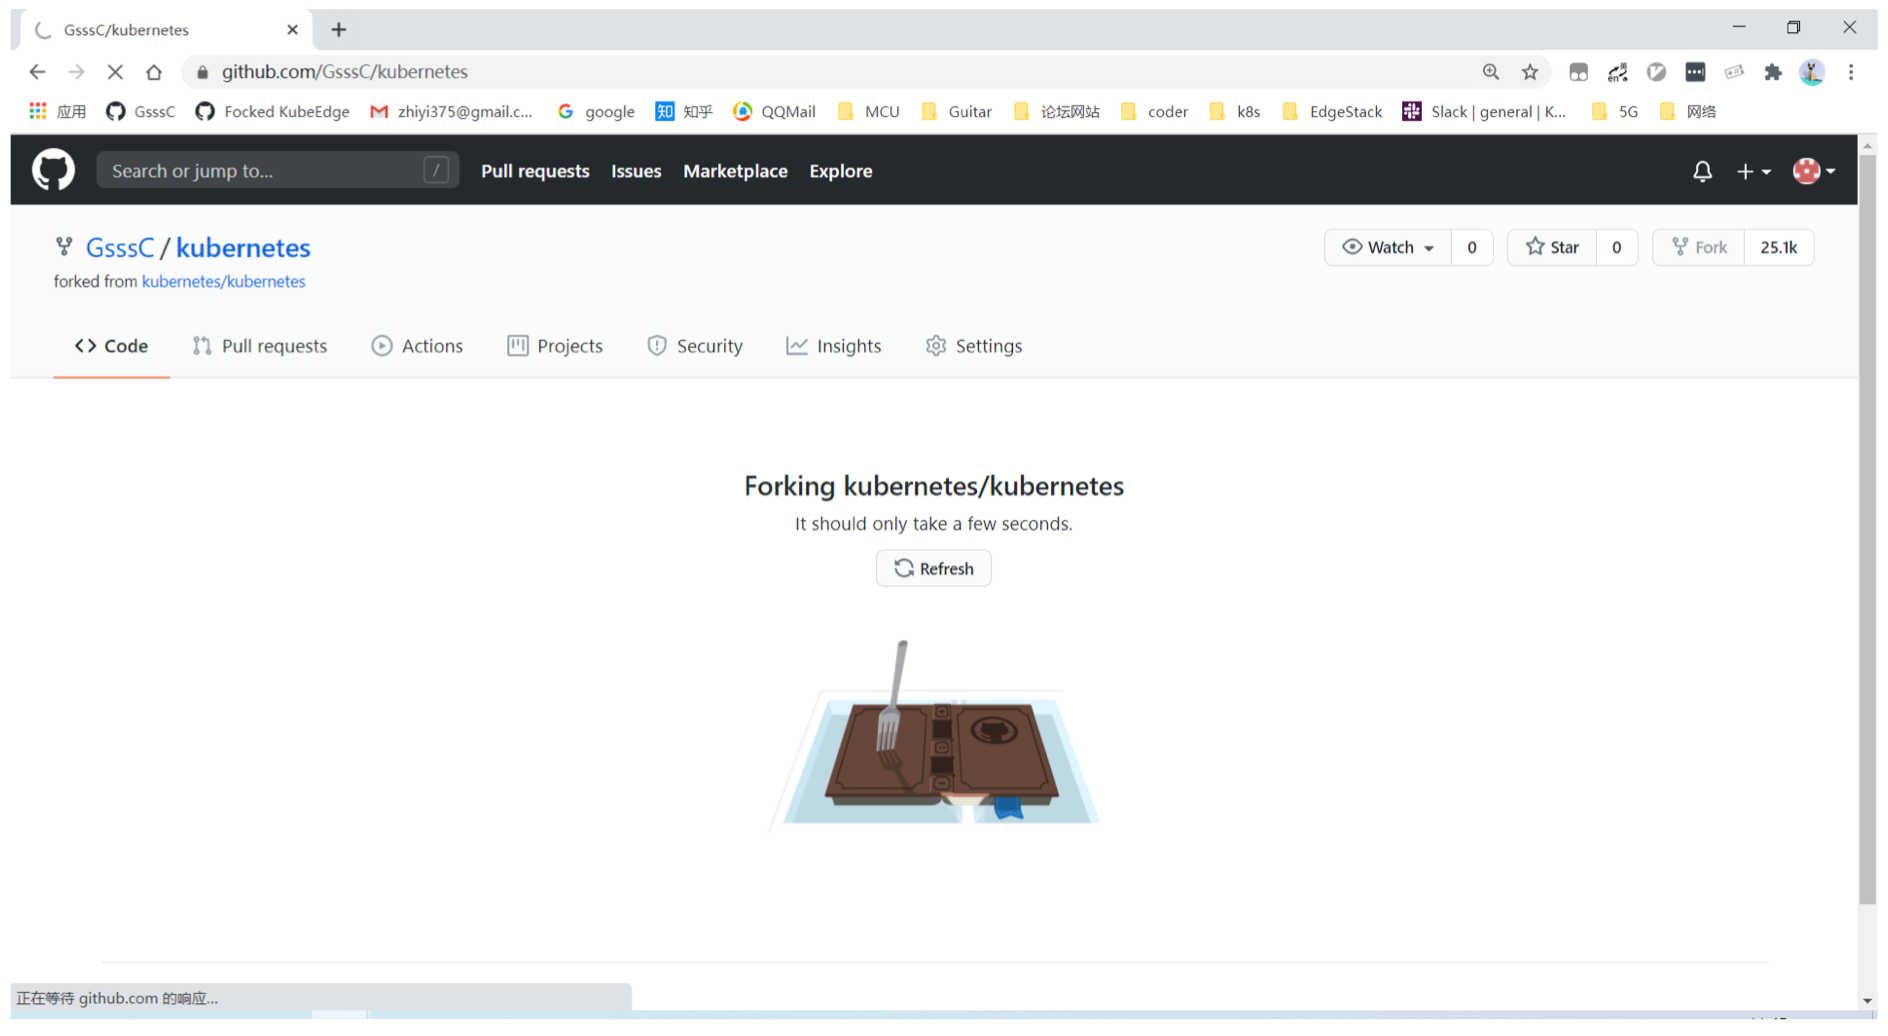 GsssC/kubernetes
github.com/GsssC/kubernetes
应用 GsssC Focked KubeEdge zhiyi375@gmail.c... google 知 知乎 QQMail MCU Guitar 论坛网站 coder k8s EdgeStack Slack | general | K... 5G 网络
Search or jump to... / Pull requests Issues Marketplace Explore
GsssC / kubernetes Watch 0 Star 0 Fork 25.1k
forked from kubernetes/kubernetes
Code Pull requests Actions Projects Security Insights Settings
Forking kubernetes/kubernetes
It should only take a few seconds.
Refresh
正在等待 github.com 的响应...